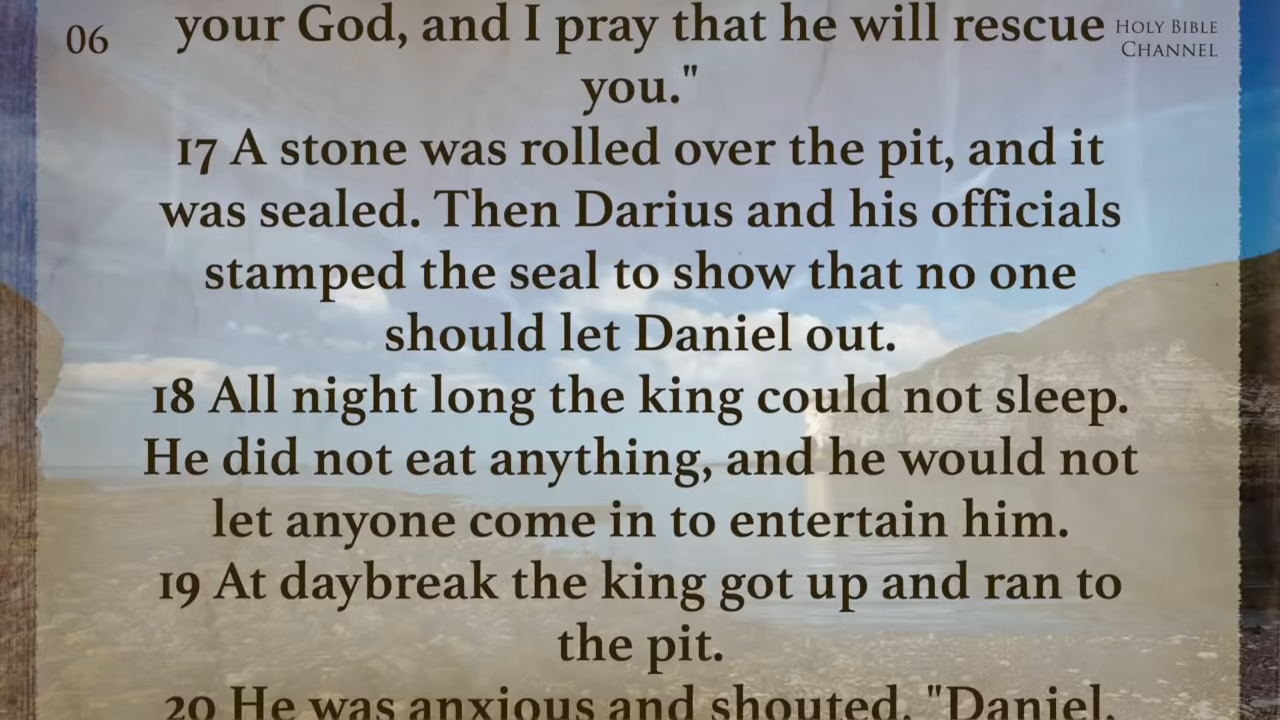 06
HOLY BIBLE
CHANNEL
your God, and I pray that he will rescue
you."
17 A stone was rolled over the pit, and it
was sealed. Then Darius and his officials
stamped the seal to show that no one
should let Daniel out.
18 All night long the king could not sleep.
He did not eat anything, and he would not
let anyone come in to entertain him.
19 At daybreak the king got up and ran to
the pit.
20 He was anxious and shouted, "Daniel,